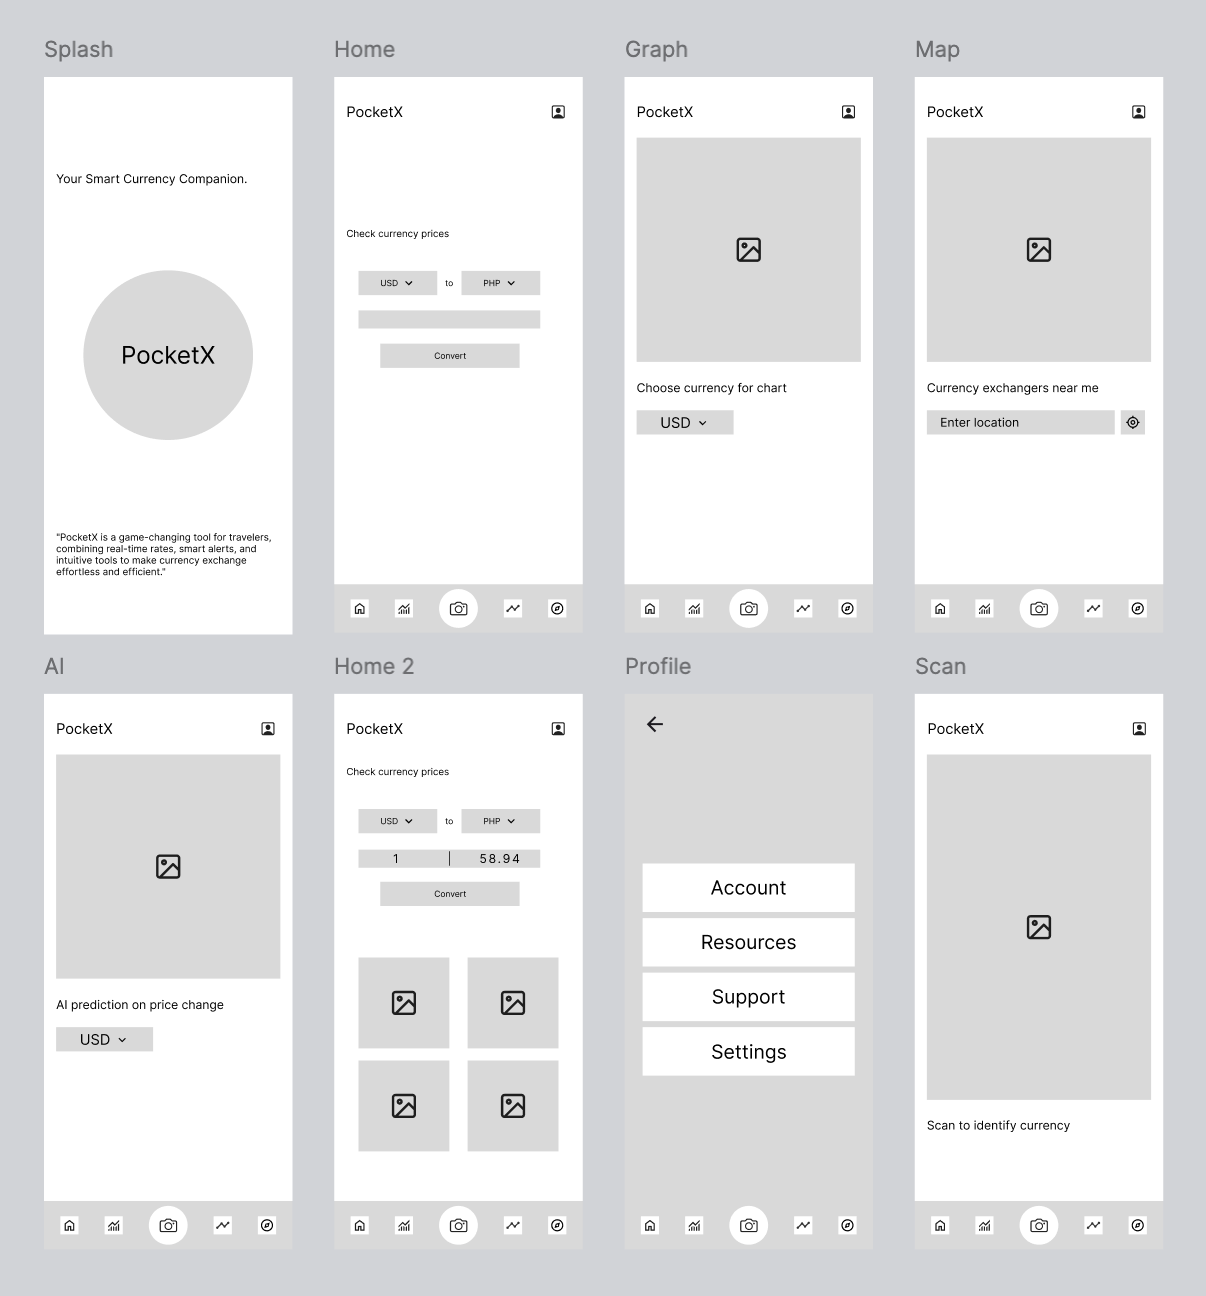 Splash
Your Smart Currency Companion.
PocketX
"PocketX is a game-changing tool for travelers,
combining real-time rates, smart alerts, and
intuitive tools to make currency exchange
effortless and efficient."
Home
PocketX
Check currency prices
USD to PHP
Convert
Graph
PocketX
Choose currency for chart
USD
Map
PocketX
Currency exchangers near me
Enter location
AI
PocketX
AI prediction on price change
USD
Home 2
PocketX
Check currency prices
USD to PHP
1 | 58.94
Convert
Profile
Account
Resources
Support
Settings
Scan
PocketX
Scan to identify currency